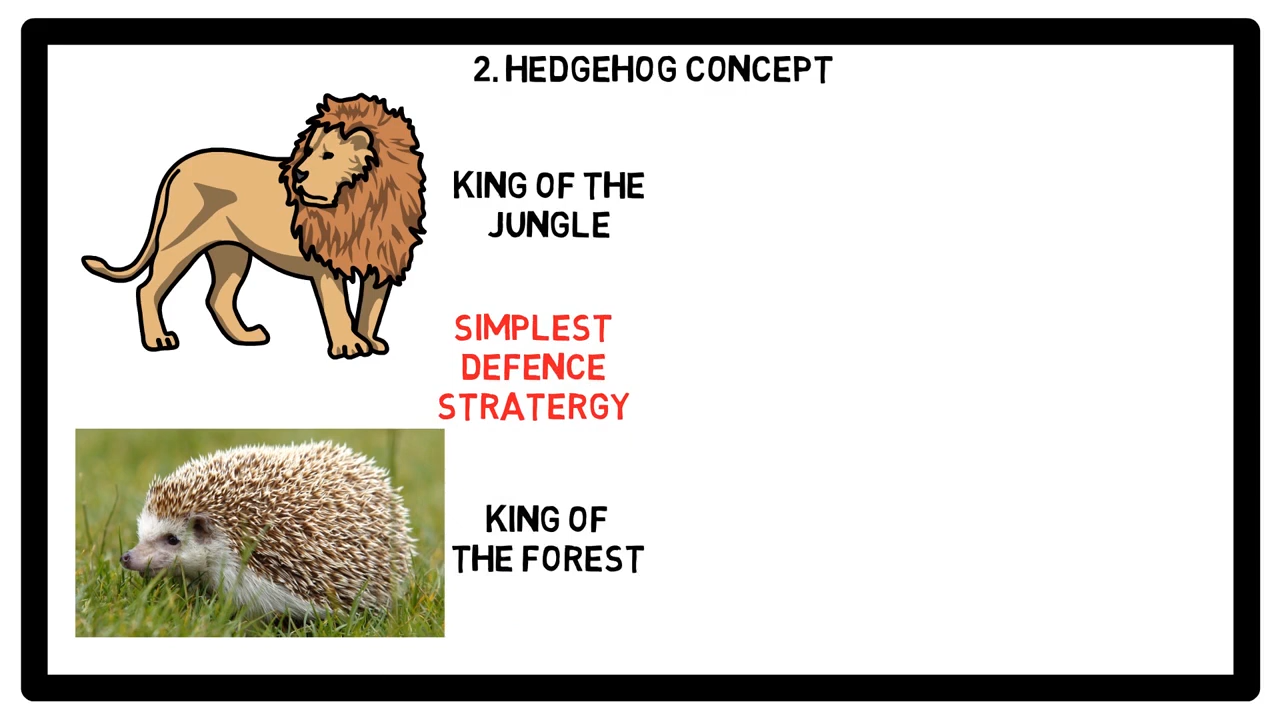 2. HEDGEHOG CONCEPT
KING OF THE
JUNGLE
SIMPLEST
DEFENCE
STRATERGY
KING OF
THE FOREST